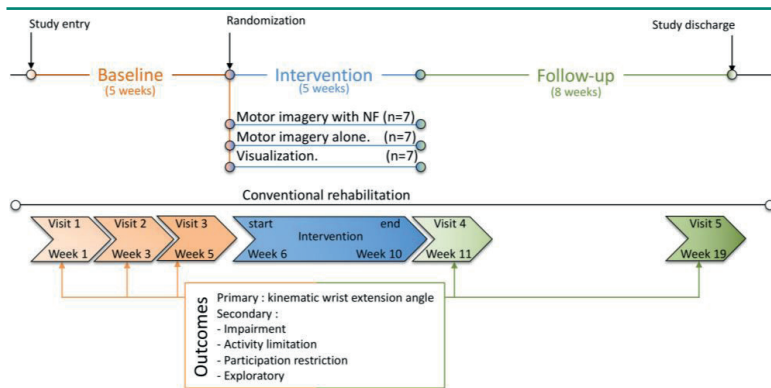 Study entry
Randomization
Study discharge
Baseline
(5 weeks)
Intervention
(5 weeks)
Follow-up
(8 weeks)
Motor imagery with NF (n=7)
Motor imagery alone. (n=7)
Visualization. (n=7)
Conventional rehabilitation
Visit 1
Week 1
Visit 2
Week 3
Visit 3
Week 5
start end
Intervention
Week 6 Week 10
Visit 4
Week 11
Visit 5
Week 19
Outcomes
Primary : kinematic wrist extension angle
Secondary :
- Impairment
- Activity limitation
- Participation restriction
- Exploratory